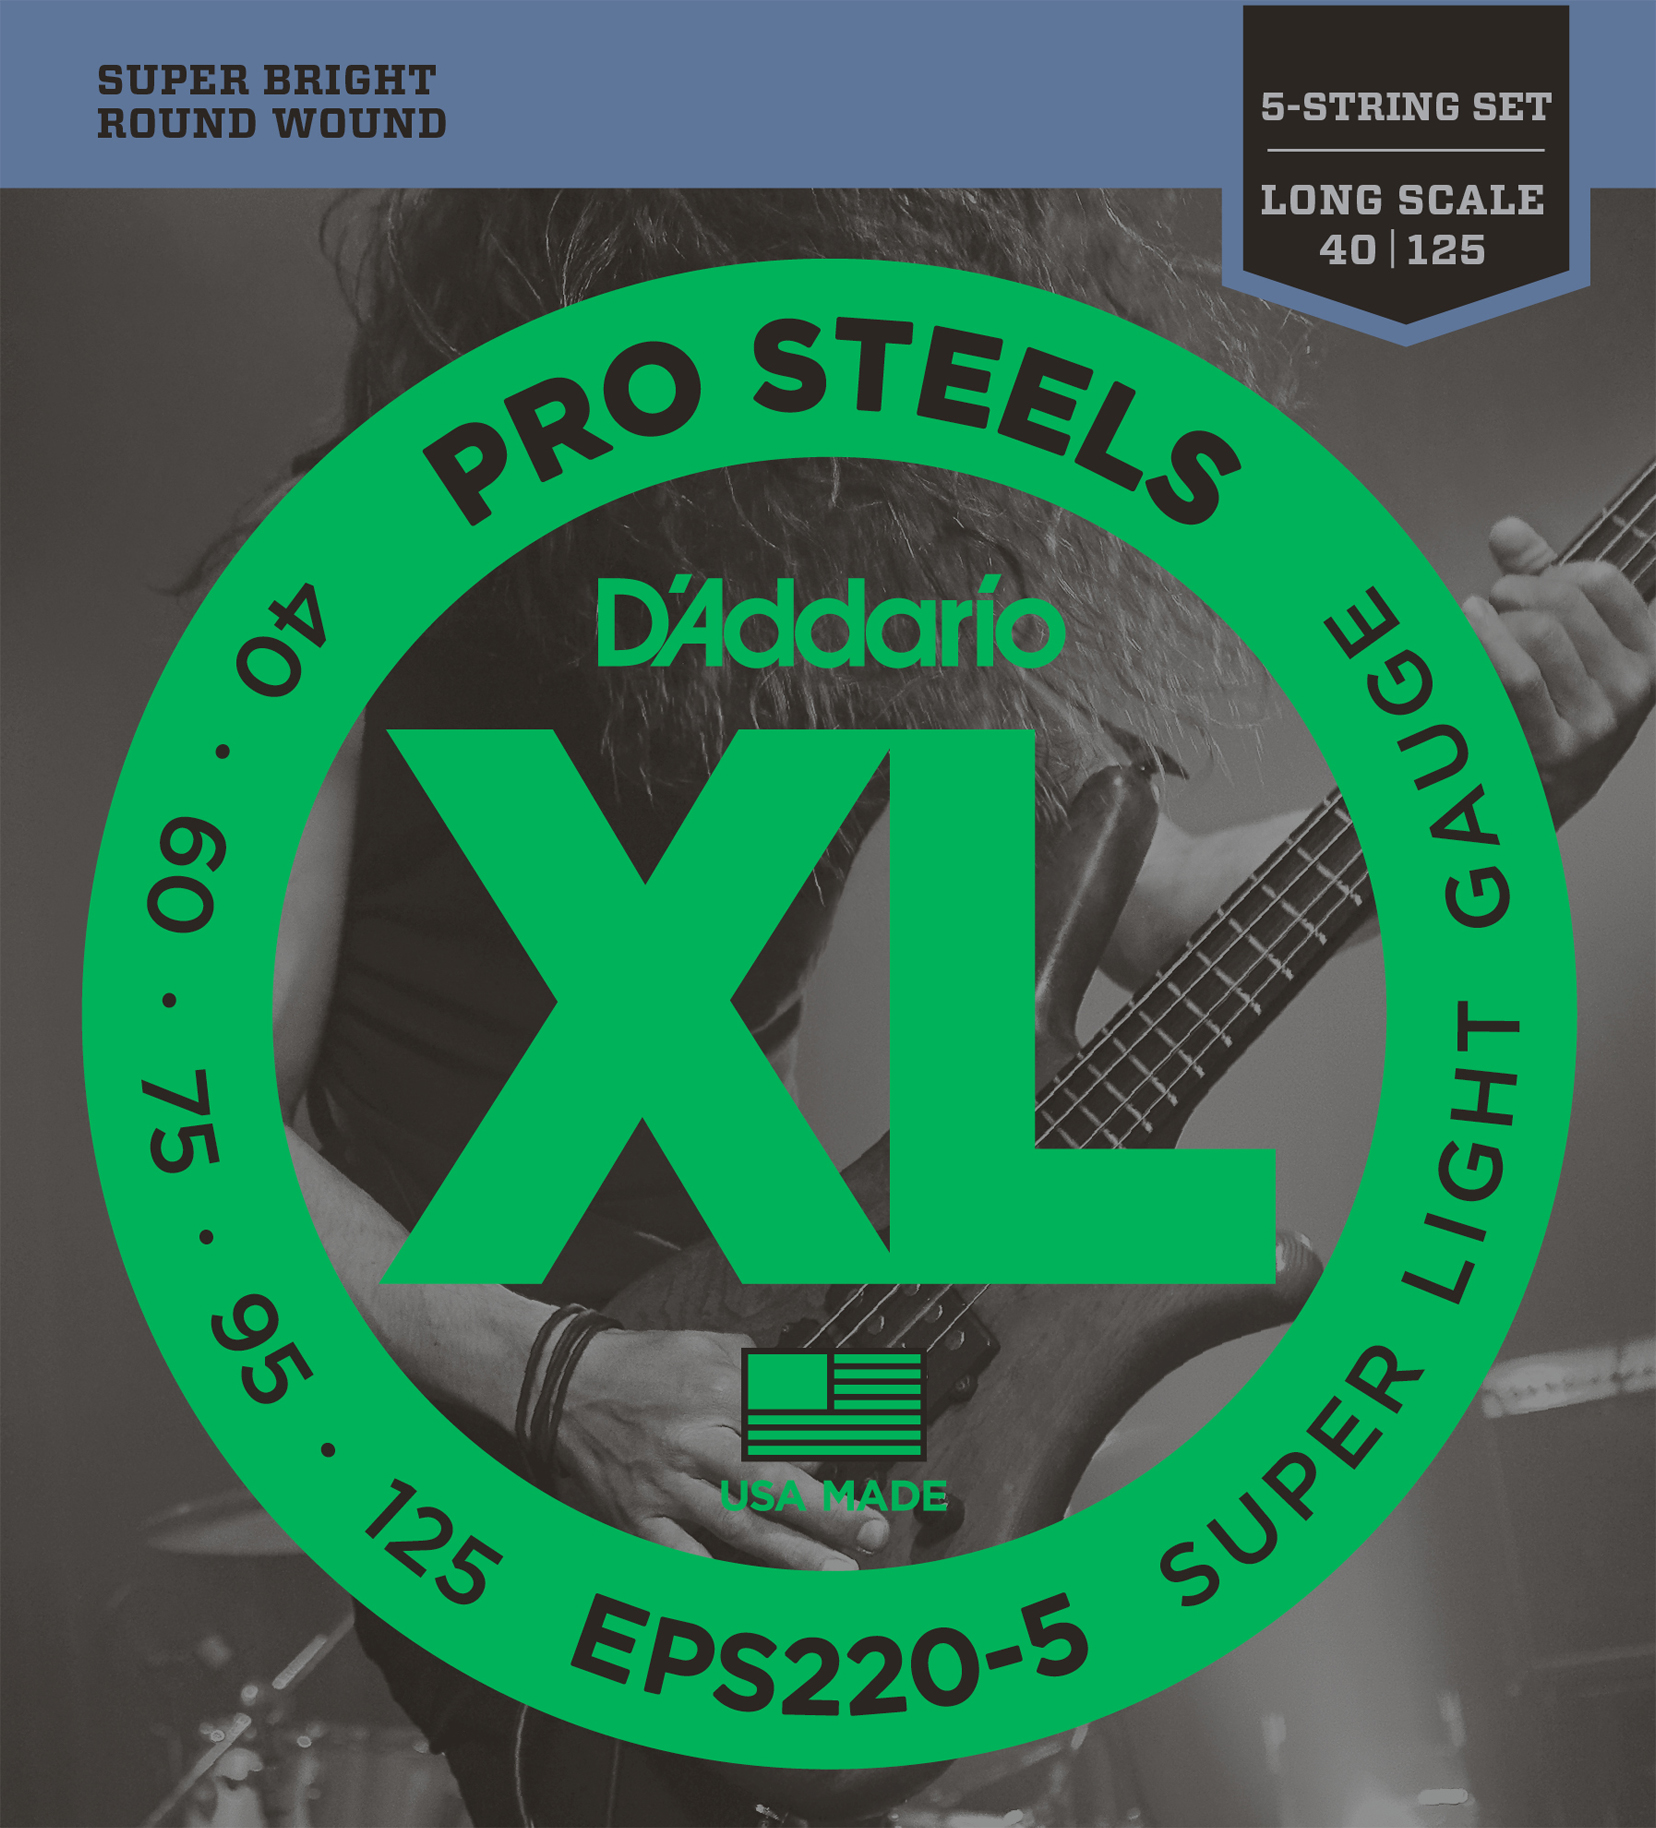 SUPER BRIGHT
ROUND WOUND
5-STRING SET
LONG SCALE
40 | 125
PRO STEELS
D'Addario
XL
USA MADE
40 · 60 · 75 · 95 · 125
EPS220-5
SUPER LIGHT GAUGE